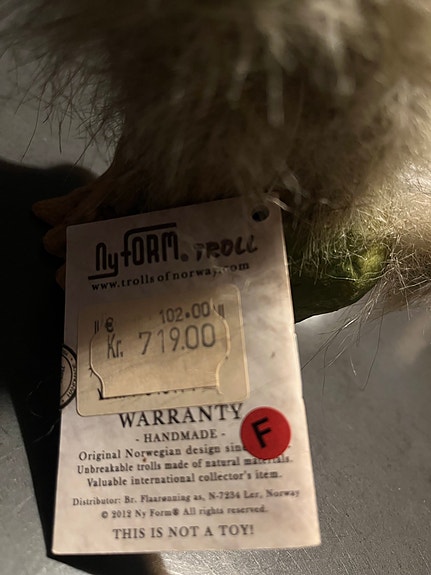 NyFORM. TROLL
www.trollsofnorway.com
€ 102.00
Kr. 719.00
WARRANTY
- HANDMADE -
F
Original Norwegian design
Unbreakable trolls made of natural materials.
Valuable international collector's item.
Distributor: Br. Flaarønning as, N-7234 Ler, Norway
© 2012 Ny Form® All rights reserved.
THIS IS NOT A TOY!